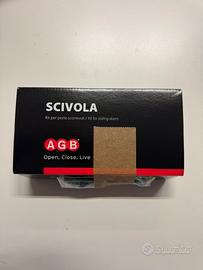 SCIVOLA
Kit per porte scorrevoli / Kit for sliding doors
AGB
Open, Close, Live